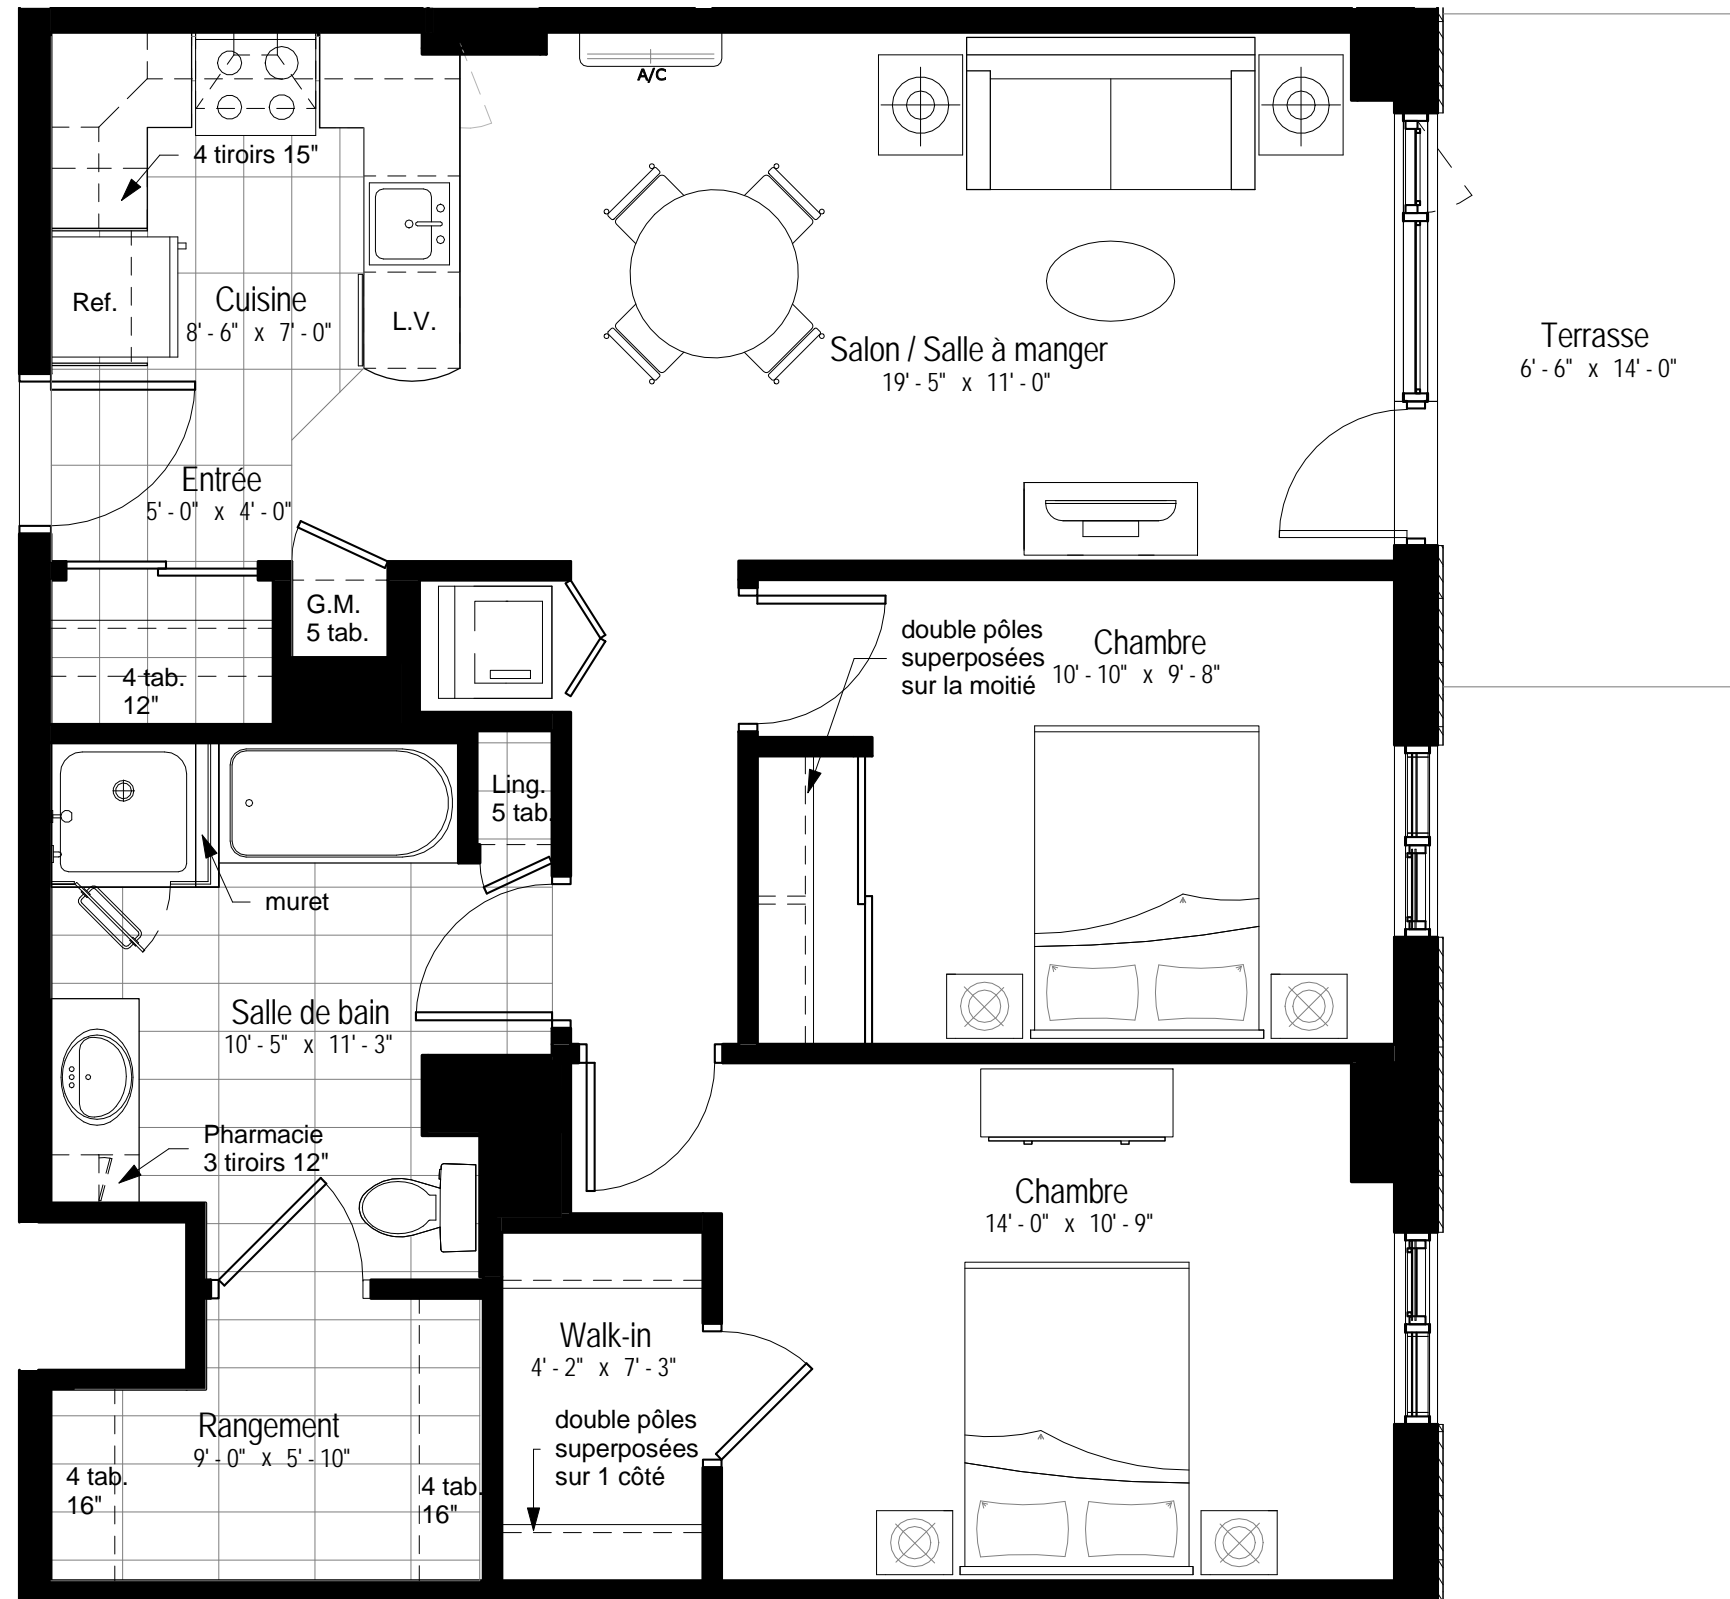 A/C
4 tiroirs 15"
Ref.
Cuisine
8' - 6" x 7' - 0"
L.V.
Salon / Salle à manger
19' - 5" x 11' - 0"
Terrasse
6' - 6" x 14' - 0"
Entrée
5' - 0" x 4' - 0"
G.M.
5 tab.
4 tab.
12"
double pôles
superposées
sur la moitié
Chambre
10' - 10" x 9' - 8"
Ling.
5 tab.
muret
Salle de bain
10' - 5" x 11' - 3"
Pharmacie
3 tiroirs 12"
Chambre
14' - 0" x 10' - 9"
Walk-in
4' - 2" x 7' - 3"
double pôles
superposées
sur 1 côté
Rangement
9' - 0" x 5' - 10"
4 tab.
16"
4 tab.
16"